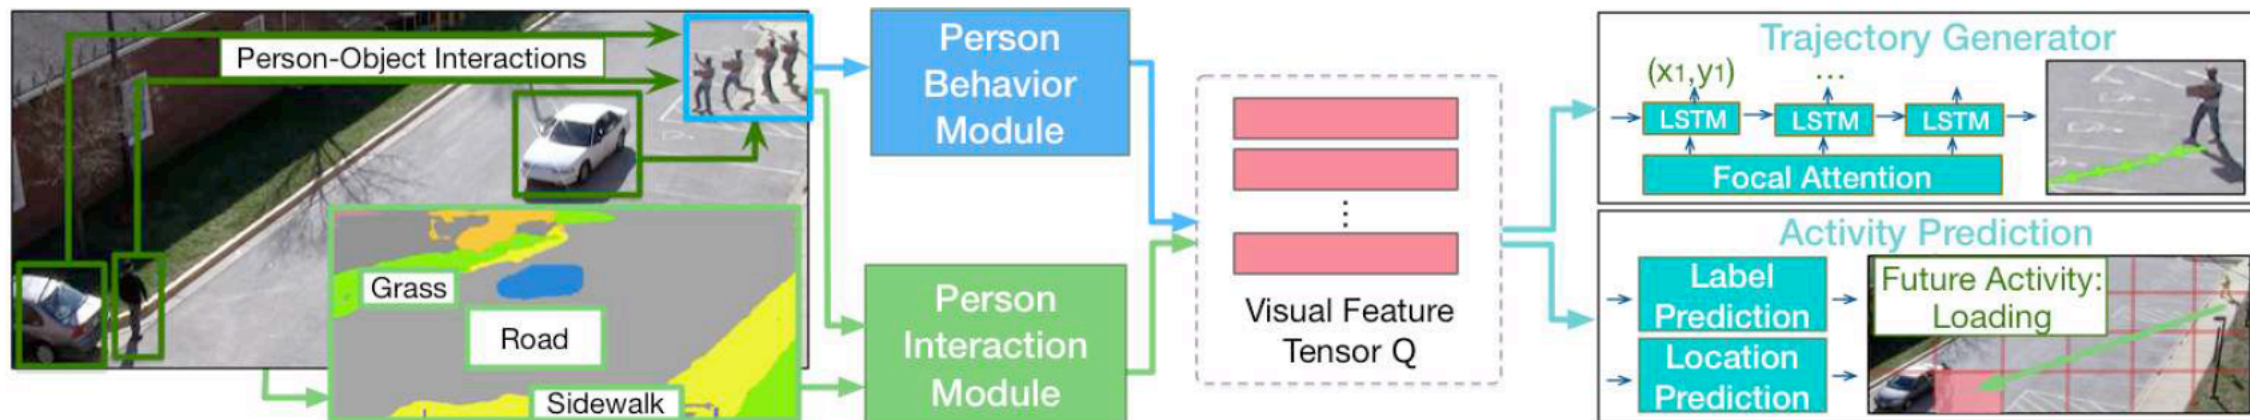 Person-Object Interactions
Grass
Road
Sidewalk
Person
Behavior
Module
Person
Interaction
Module
Visual Feature
Tensor Q
Trajectory Generator
(x1,y1)
...
LSTM
LSTM
LSTM
Focal Attention
Activity Prediction
Label
Prediction
Location
Prediction
Future Activity:
Loading